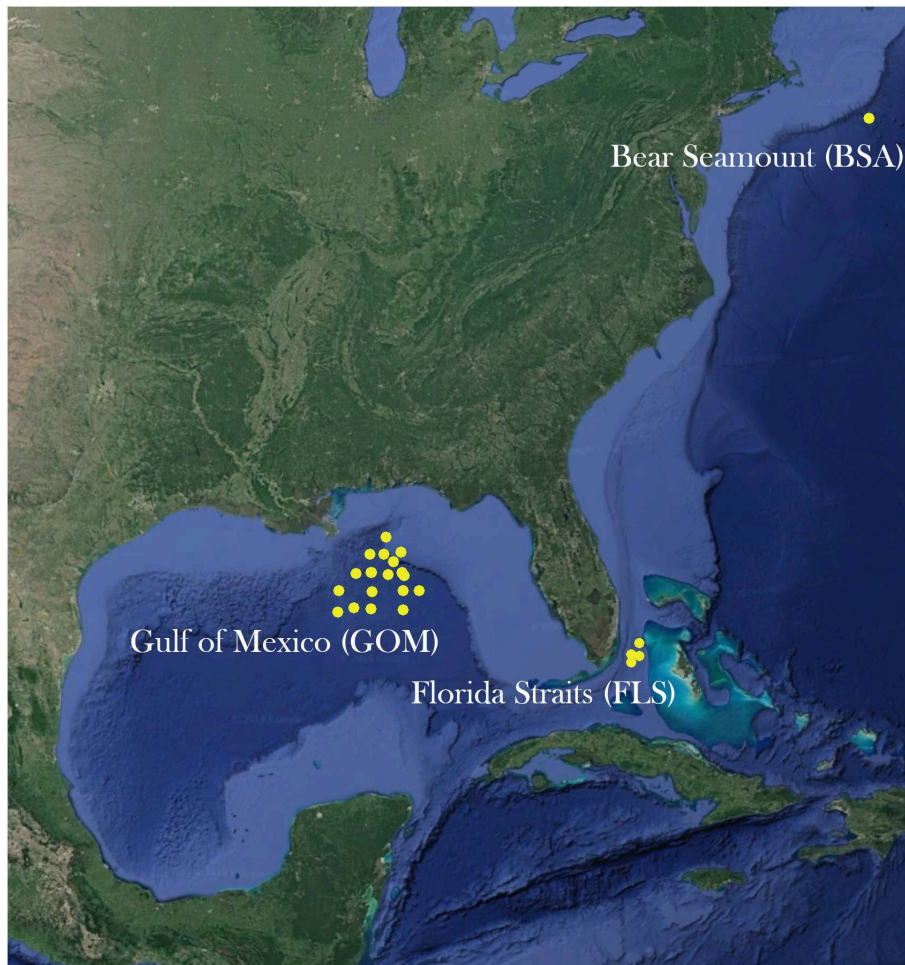 Bear Seamount (BSA)
Gulf of Mexico (GOM)
Florida Straits (FLS)